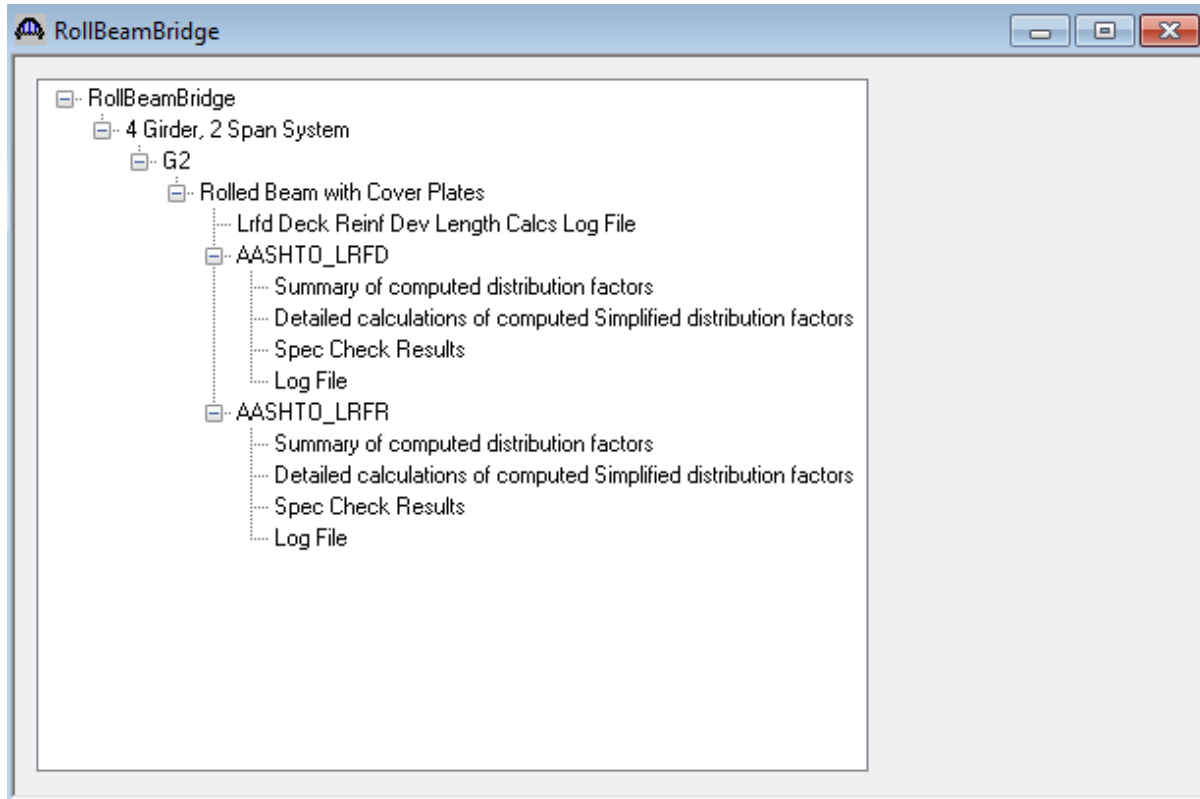 RollBeamBridge
RollBeamBridge
4 Girder, 2 Span System
G2
Rolled Beam with Cover Plates
Lrfd Deck Reinf Dev Length Calcs Log File
AASHTO_LRFD
Summary of computed distribution factors
Detailed calculations of computed Simplified distribution factors
Spec Check Results
Log File
AASHTO_LRFR
Summary of computed distribution factors
Detailed calculations of computed Simplified distribution factors
Spec Check Results
Log File